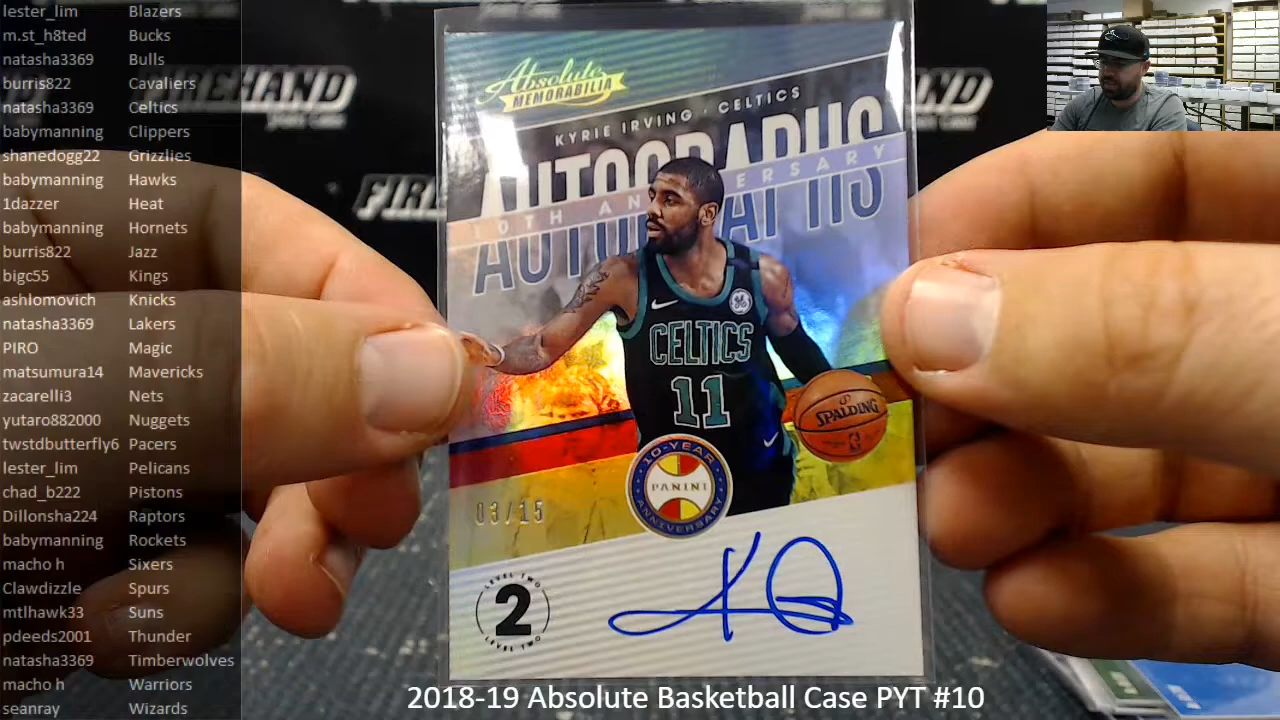 lester_lim Blazers
m.st_h8ted Bucks
natasha3369 Bulls
burris822 Cavaliers
natasha3369 Celtics
babymanning Clippers
shanedogg22 Grizzlies
babymanning Hawks
1dazzer Heat
babymanning Hornets
burris822 Jazz
bigc55 Kings
ashlomovich Knicks
natasha3369 Lakers
PIRO Magic
matsumura14 Mavericks
zacarelli3 Nets
yutaro882000 Nuggets
twstdbutterfly6 Pacers
lester_lim Pelicans
chad_b222 Pistons
Dillonsha224 Raptors
babymanning Rockets
macho h Sixers
Clawdizzle Spurs
mtlhawk33 Suns
pdeeds2001 Thunder
natasha3369 Timberwolves
macho h Warriors
seanray Wizards
Absolute
MEMORABILIA
KYRIE IRVING · CELTICS
AUTOGRAPHS
10TH ANNIVERSARY
AUTOGRAPHS
CELTICS
11
SPALDING
10-YEAR
PANINI
ANNIVERSARY
03/15
LEVEL TWO
2
LEVEL TWO
2018-19 Absolute Basketball Case PYT #10